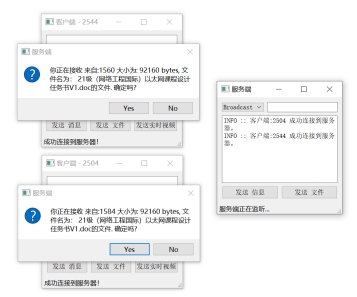 客户端 - 2544
服务端
你正在接收 来自:1560 大小为: 92160 bytes, 文
件名为： 21级（网络工程国际）以太网课程设计
任务书V1.doc的文件. 确定吗?
Yes
No
发送 消息
发送 文件
发送实时视频
成功连接到服务器!
客户端 - 2504
服务端
你正在接收 来自:1584 大小为: 92160 bytes, 文
件名为： 21级（网络工程国际）以太网课程设计
任务书V1.doc的文件. 确定吗?
Yes
No
发送 消息
发送 文件
发送实时视频
成功连接到服务器!
服务端
Broadcast
INFO :: 客户端:2504 成功连接到服务
器。
INFO :: 客户端:2544 成功连接到服务
器。
发送 信息
发送 文件
服务端正在监听...